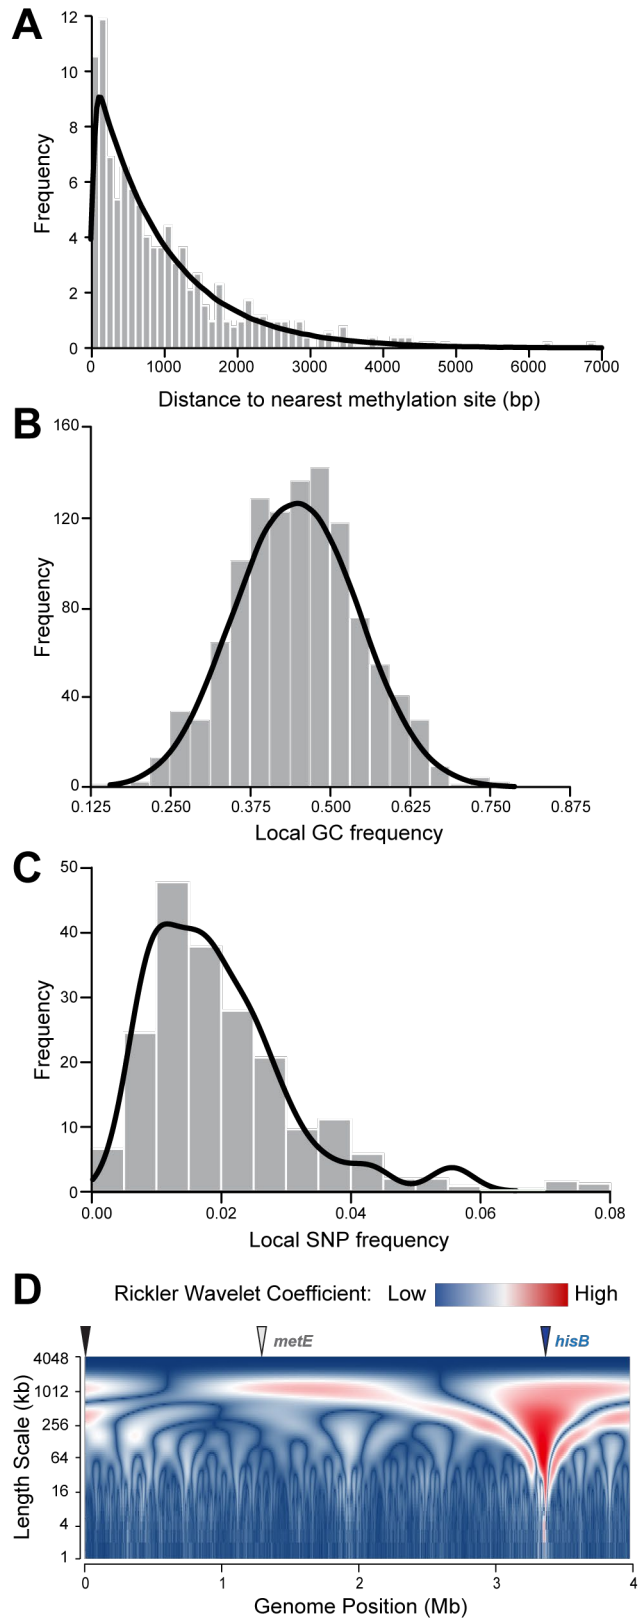 A
12
10
8
6
4
2
0
Frequency
0 1000 2000 3000 4000 5000 6000 7000
Distance to nearest methylation site (bp)
B
160
120
80
40
0
Frequency
0.125 0.250 0.375 0.500 0.625 0.750 0.875
Local GC frequency
C
50
40
30
20
10
0
Frequency
0.00 0.02 0.04 0.06 0.08
Local SNP frequency
D
Rickler Wavelet Coefficient: Low High
metE hisB
4048
1012
256
64
16
4
1
Length Scale (kb)
0 1 2 3 4
Genome Position (Mb)